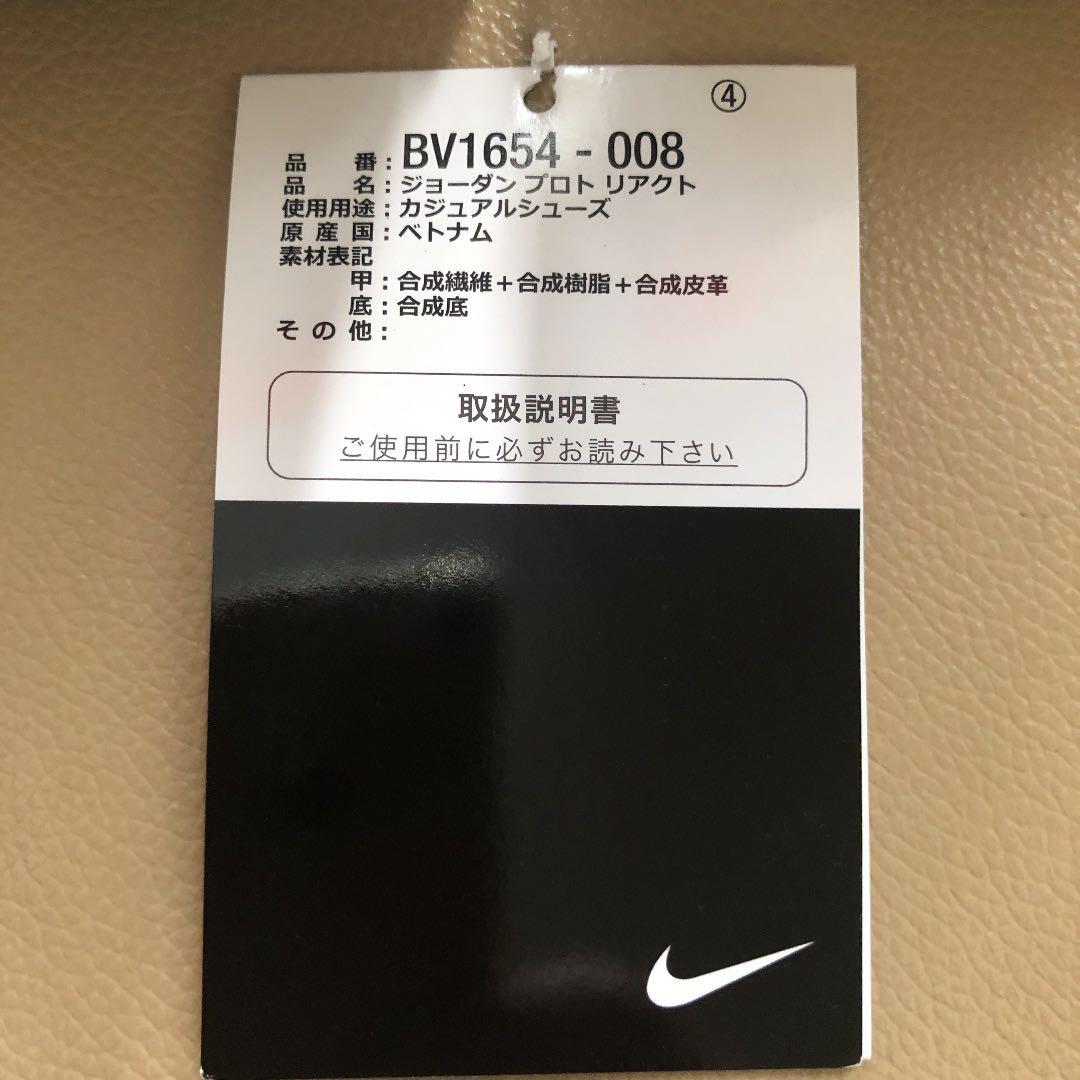 ④
品 番：BV1654 - 008
品 名：ジョーダン プロト リアクト
使用用途：カジュアルシューズ
原 産 国：ベトナム
素材表記
甲：合成繊維＋合成樹脂＋合成皮革
底：合成底
そ の 他：
取扱説明書
ご使用前に必ずお読み下さい